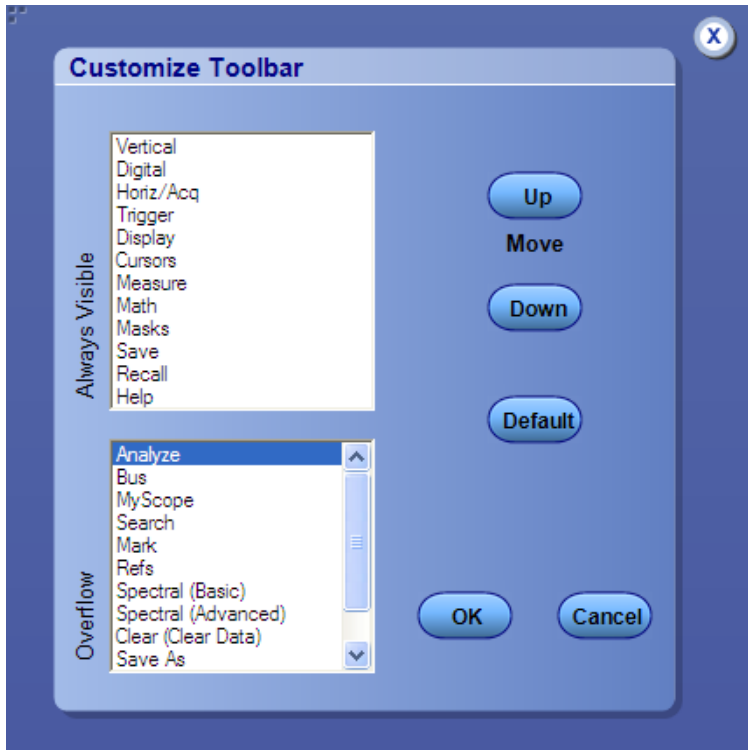 X
Customize Toolbar
Always Visible
Vertical
Digital
Horiz/Acq
Trigger
Display
Cursors
Measure
Math
Masks
Save
Recall
Help
Up
Move
Down
Default
Overflow
Analyze
Bus
MyScope
Search
Mark
Refs
Spectral (Basic)
Spectral (Advanced)
Clear (Clear Data)
Save As
OK
Cancel